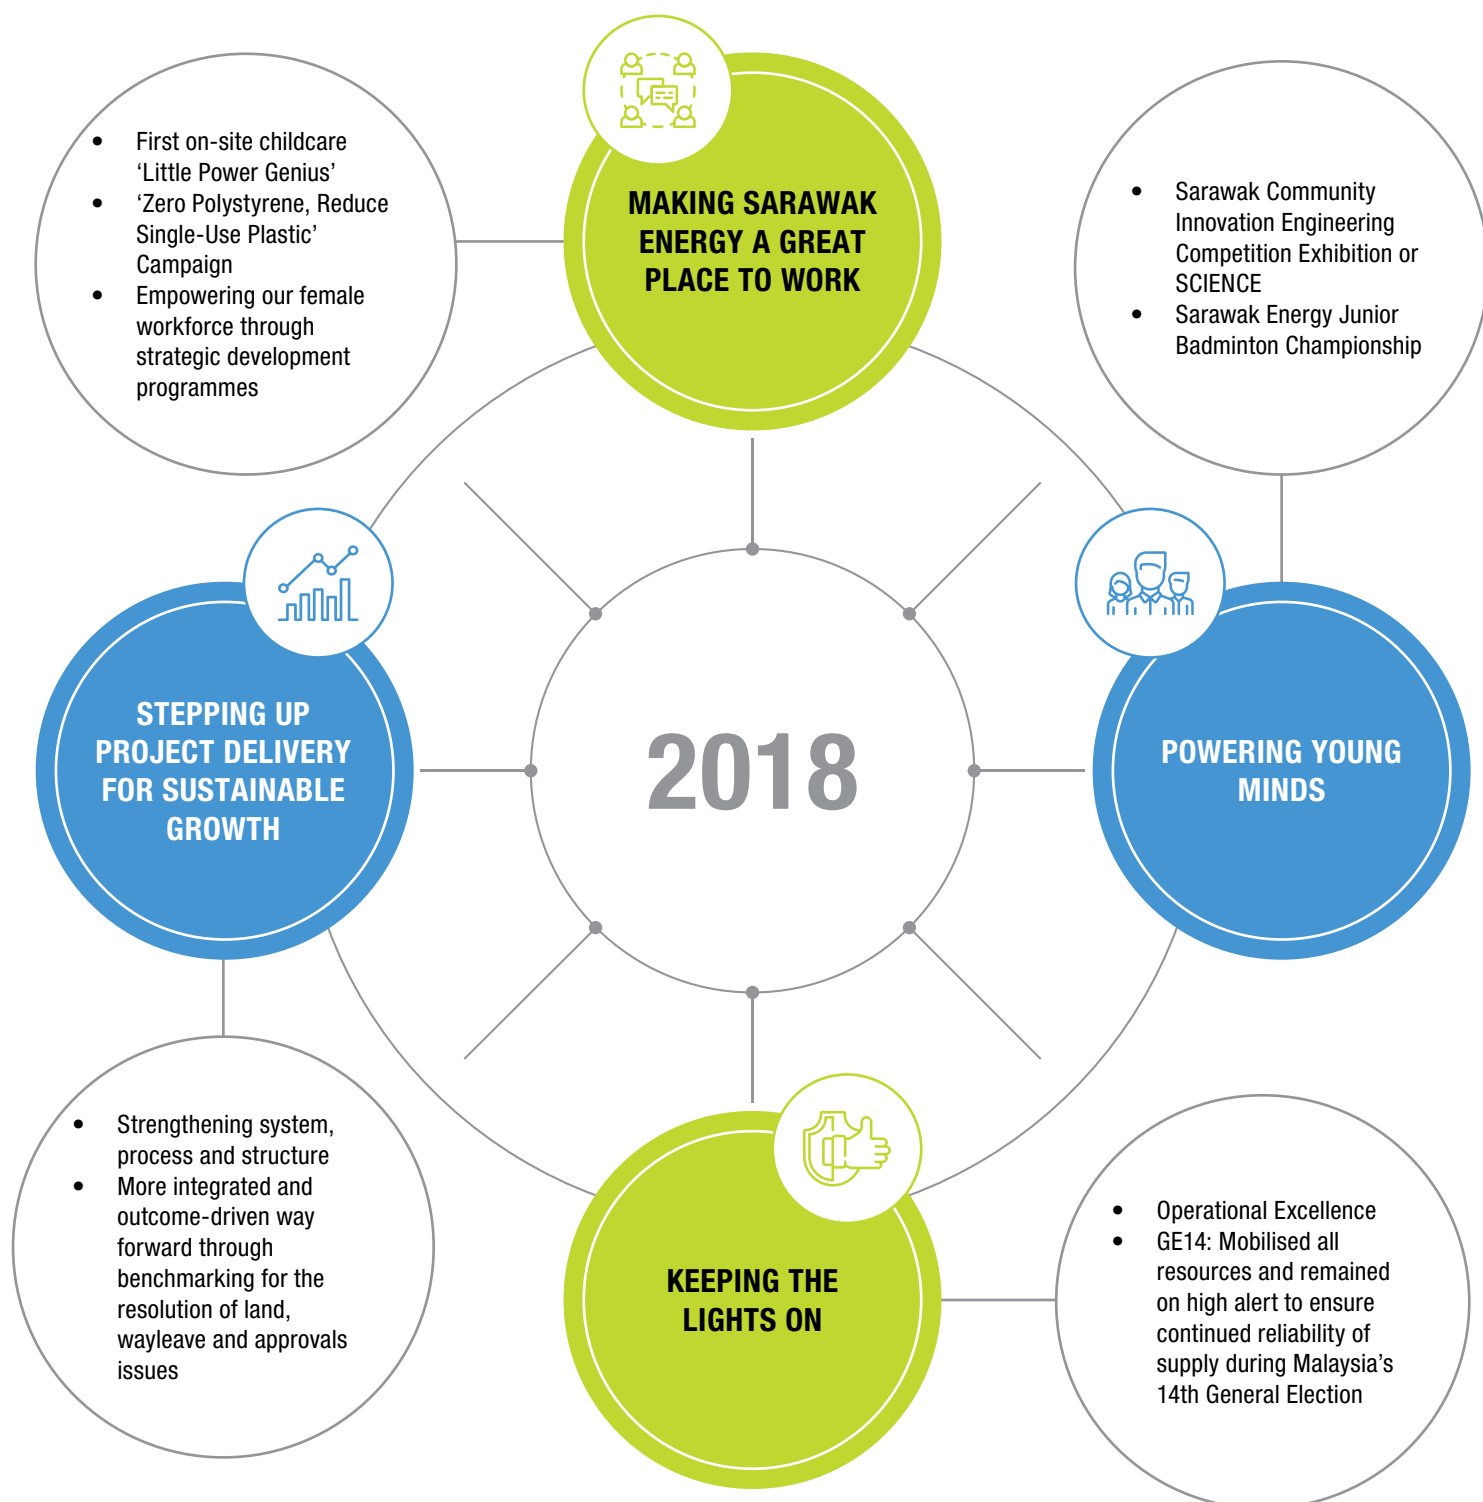 MAKING SARAWAK
ENERGY A GREAT
PLACE TO WORK
• First on-site childcare
‘Little Power Genius’
• ‘Zero Polystyrene, Reduce
Single-Use Plastic’
Campaign
• Empowering our female
workforce through
strategic development
programmes
• Sarawak Community
Innovation Engineering
Competition Exhibition or
SCIENCE
• Sarawak Energy Junior
Badminton Championship
STEPPING UP
PROJECT DELIVERY
FOR SUSTAINABLE
GROWTH
2018
POWERING YOUNG
MINDS
• Strengthening system,
process and structure
• More integrated and
outcome-driven way
forward through
benchmarking for the
resolution of land,
wayleave and approvals
issues
KEEPING THE
LIGHTS ON
• Operational Excellence
• GE14: Mobilised all
resources and remained
on high alert to ensure
continued reliability of
supply during Malaysia’s
14th General Election